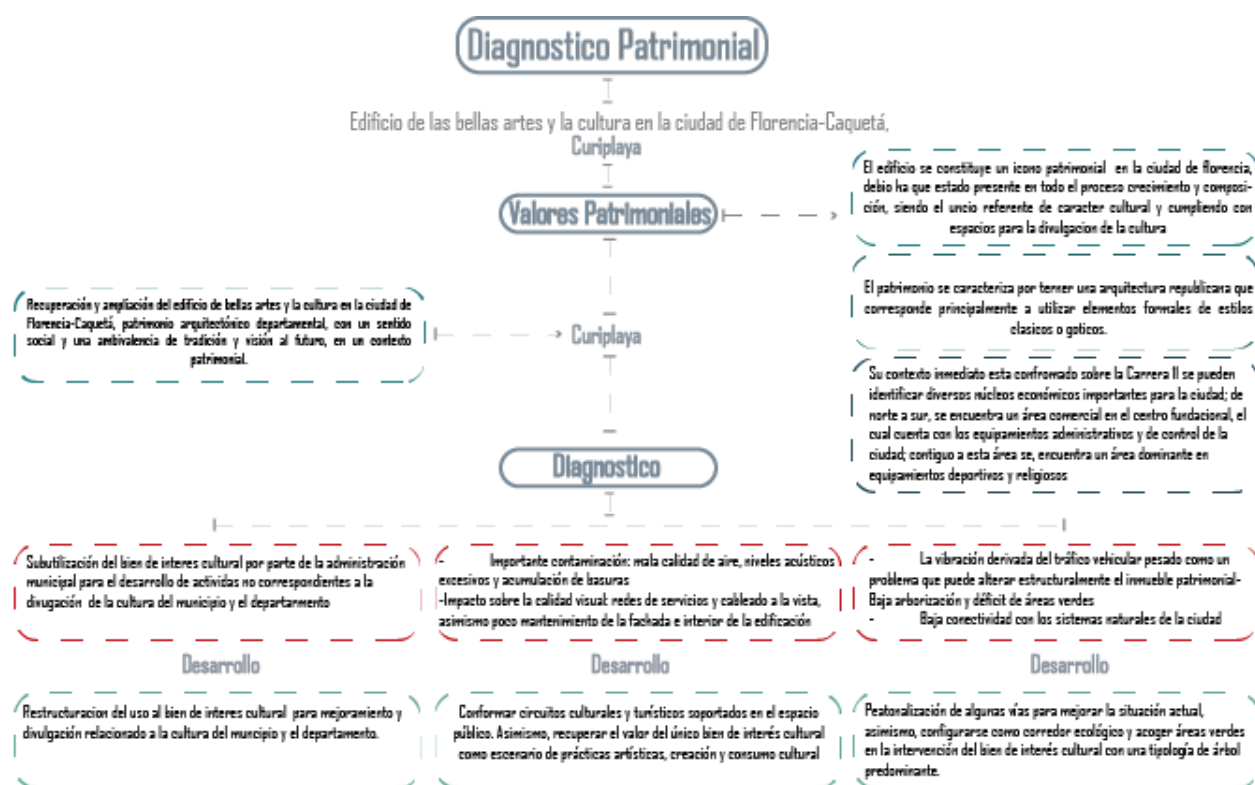 Diagnostico Patrimonial
Edificio de las bellas artes y la cultura en la ciudad de Florencia-Caquetá,
Curiplaya
Valores Patrimoniales
El edificio se constituye un icono patrimonial en la ciudad de florencia,
debio ha que estado presente en todo el proceso crecimiento y composi-
ción, siendo el uncio referente de caracter cultural y cumpliendo con
espacios para la divulgacion de la cultura
El patrimonio se caracteriza por terner una arquitectura republicana que
corresponde principalmente a utilizar elementos formales de estilos
clasicos o goticos.
Su contexto inmediato esta confromado sobre la Carrera 11 se pueden
identificar diversos núcleos económicos importantes para la ciudad; de
norte a sur, se encuentra un área comercial en el centro fundacional, el
cual cuenta con los equipamientos administrativos y de control de la
ciudad; contiguo a esta área se, encuentra un área dominante en
equipamientos deportivos y religiosos
Recuperación y ampliación del edificio de bellas artes y la cultura en la ciudad de
Florencia-Caquetá, patrimonio arquitectónico departamental, con un sentido
social y una ambivalencia de tradición y visión al futuro, en un contexto
patrimonial.
Curiplaya
Diagnostico
Subutilización del bien de interes cultural por parte de la administración
municipal para el desarrollo de activdas no correspondientes a la
divugación de la cultura del municipio y el departarmento
- Importante contaminación: mala calidad de aire, niveles acústicos
excesivos y acumulación de basuras
-Impacto sobre la calidad visual: redes de servicios y cableado a la vista,
asimismo poco mantenimiento de la fackada e interior de la edificación
- La vibración derivada del tráfico vehicular pesado como un
problema que puede alterar estructuralmente el inmueble patrimonial-
Baja arborización y déficit de áreas verdes
- Baja conectividad con los sistemas naturales de la ciudad
Desarrollo
Desarrollo
Desarrollo
Restructuracion del uso al bien de interes cultural para mejoramiento y
divulgación relacionado a la cultura del muncipio y el departamento.
Conformar circuitos culturales y turísticos soportados en el espacio
público. Asimismo, recuperar el valor del único bien de interés cultural
como escenario de prácticas artísticas, creación y consumo cultural
Peatonalización de algunas vías para mejorar la situación actual,
asimismo, configurarse como corredor ecológico y acoger áreas verdes
en la intervención del bien de interés cultural con una tipología de árbol
predominante.